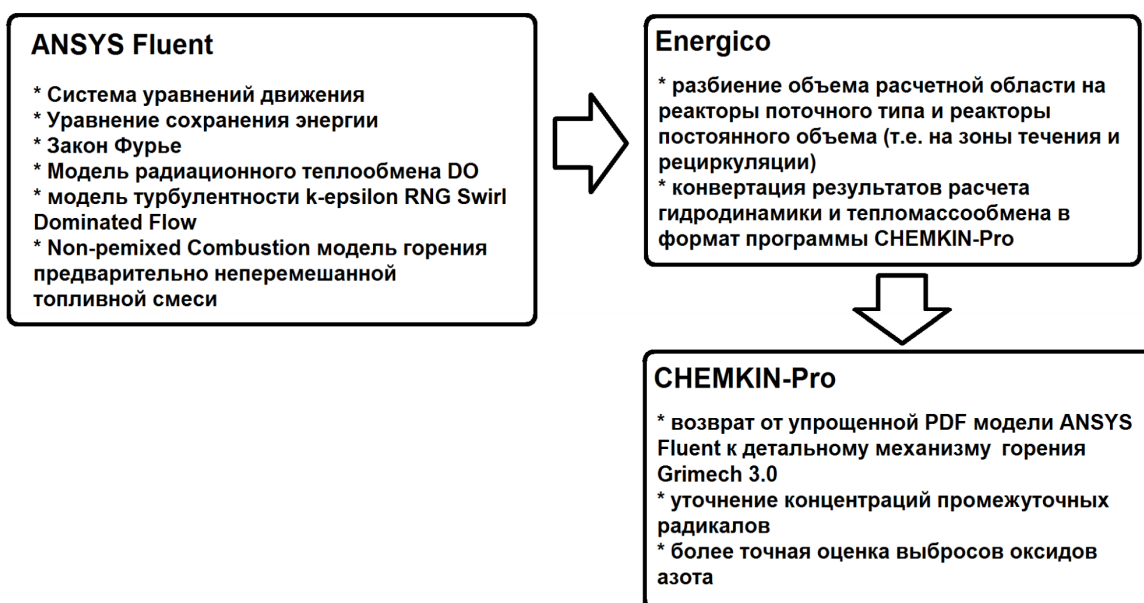 ANSYS Fluent
* Система уравнений движения
* Уравнение сохранения энергии
* Закон Фурье
* Модель радиационного теплообмена DO
* модель турбулентности k-epsilon RNG Swirl
Dominated Flow
* Non-pemixed Combustion модель горения
предварительно неперемешанной
топливной смеси
Energico
* разбиение объема расчетной области на
реакторы поточного типа и реакторы
постоянного объема (т.е. на зоны течения и
рециркуляции)
* конвертация результатов расчета
гидродинамики и тепломассообмена в
формат программы CHEMKIN-Pro
CHEMKIN-Pro
* возврат от упрощенной PDF модели ANSYS
Fluent к детальному механизму горения
Grimech 3.0
* уточнение концентраций промежуточных
радикалов
* более точная оценка выбросов оксидов
азота